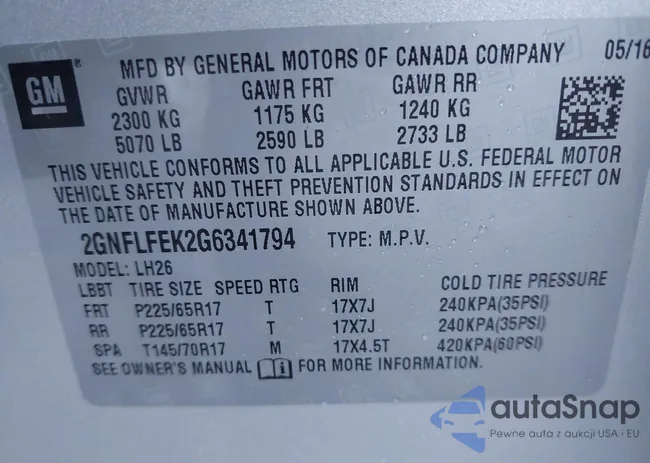 GM® MFD BY GENERAL MOTORS OF CANADA COMPANY 05/16
GVWR GAWR FRT GAWR RR
2300 KG 1175 KG 1240 KG
5070 LB 2590 LB 2733 LB
THIS VEHICLE CONFORMS TO ALL APPLICABLE U.S. FEDERAL MOTOR
VEHICLE SAFETY AND THEFT PREVENTION STANDARDS IN EFFECT ON
THE DATE OF MANUFACTURE SHOWN ABOVE.
2GNFLFEK2G6341794 TYPE: M.P.V.
MODEL: LH26
LBBT TIRE SIZE SPEED RTG RIM COLD TIRE PRESSURE
FRT P225/65R17 T 17X7J 240KPA(35PSI)
RR P225/65R17 T 17X7J 240KPA(35PSI)
SPA T145/70R17 M 17X4.5T 420KPA(60PSI)
SEE OWNER'S MANUAL FOR MORE INFORMATION.
autaSnap
Pewne auta z aukcji USA i EU